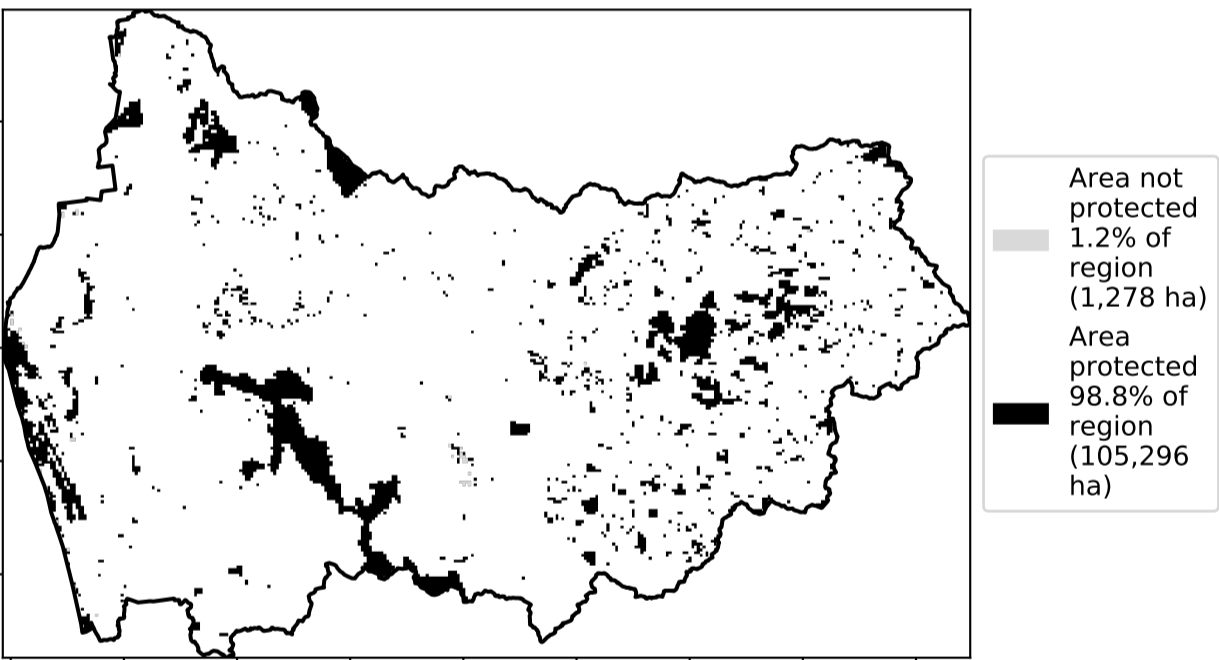 Area not
protected
1.2% of
region
(1,278 ha)
Area
protected
98.8% of
region
(105,296
ha)